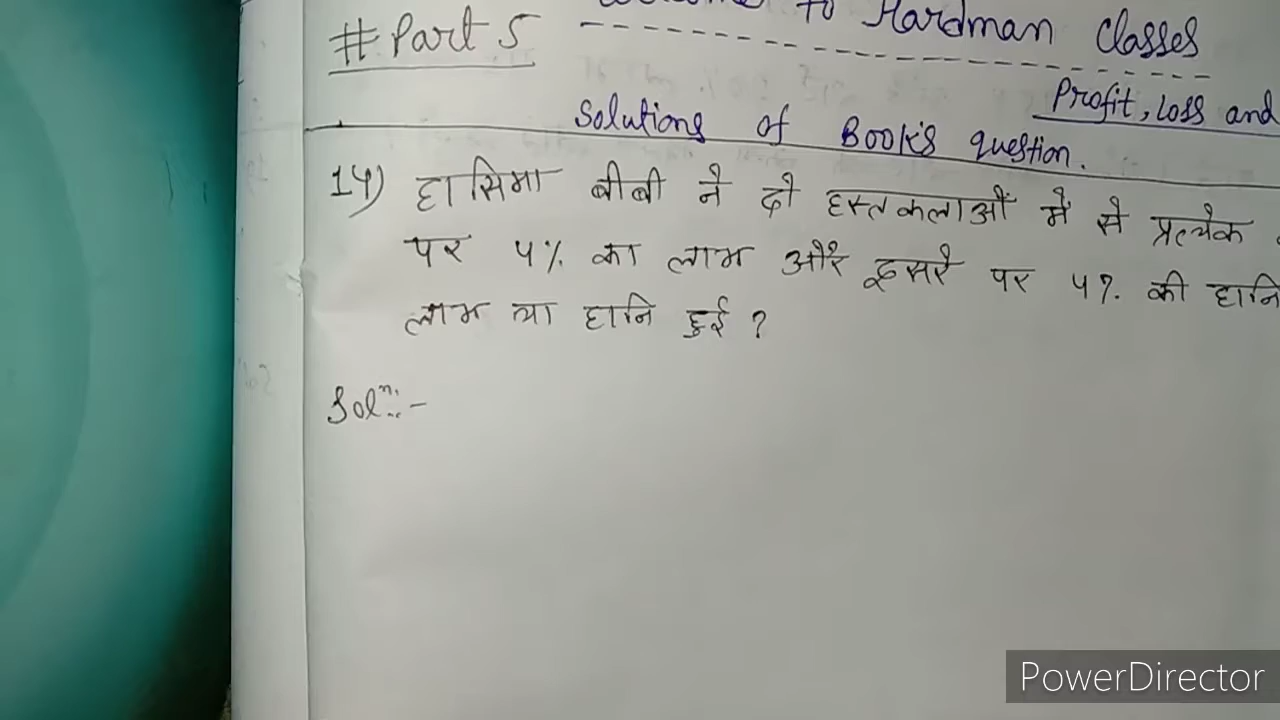 # Part 5
to Hardman Classes
Profit, Loss and
Solutions of Book's question.
14) हासिमा बीबी ने दो हस्तकलाओं में से प्रत्येक
पर 4% का लाभ और दूसरे पर 4% की हानि
लाभ या हानि हुई ?
Solⁿ:-
PowerDirector